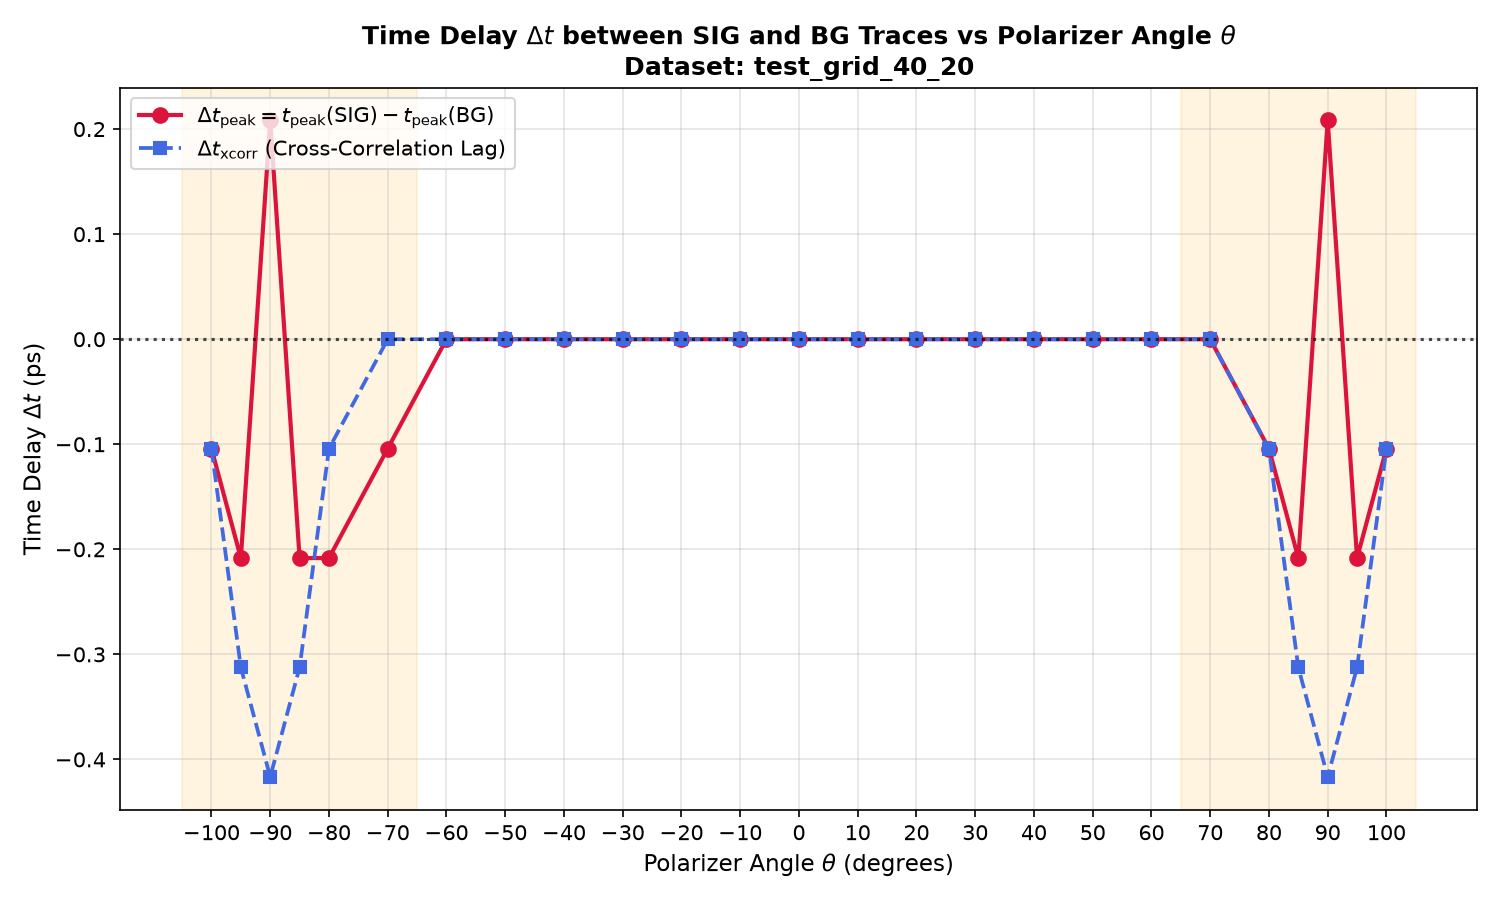 Time Delay Δt between SIG and BG Traces vs Polarizer Angle θ
Dataset: test_grid_40_20
Δt_peak = t_peak(SIG) − t_peak(BG)
Δt_xcorr (Cross-Correlation Lag)
0.2
0.1
0.0
−0.1
−0.2
−0.3
−0.4
Time Delay Δt (ps)
−100 −90 −80 −70 −60 −50 −40 −30 −20 −10 0 10 20 30 40 50 60 70 80 90 100
Polarizer Angle θ (degrees)